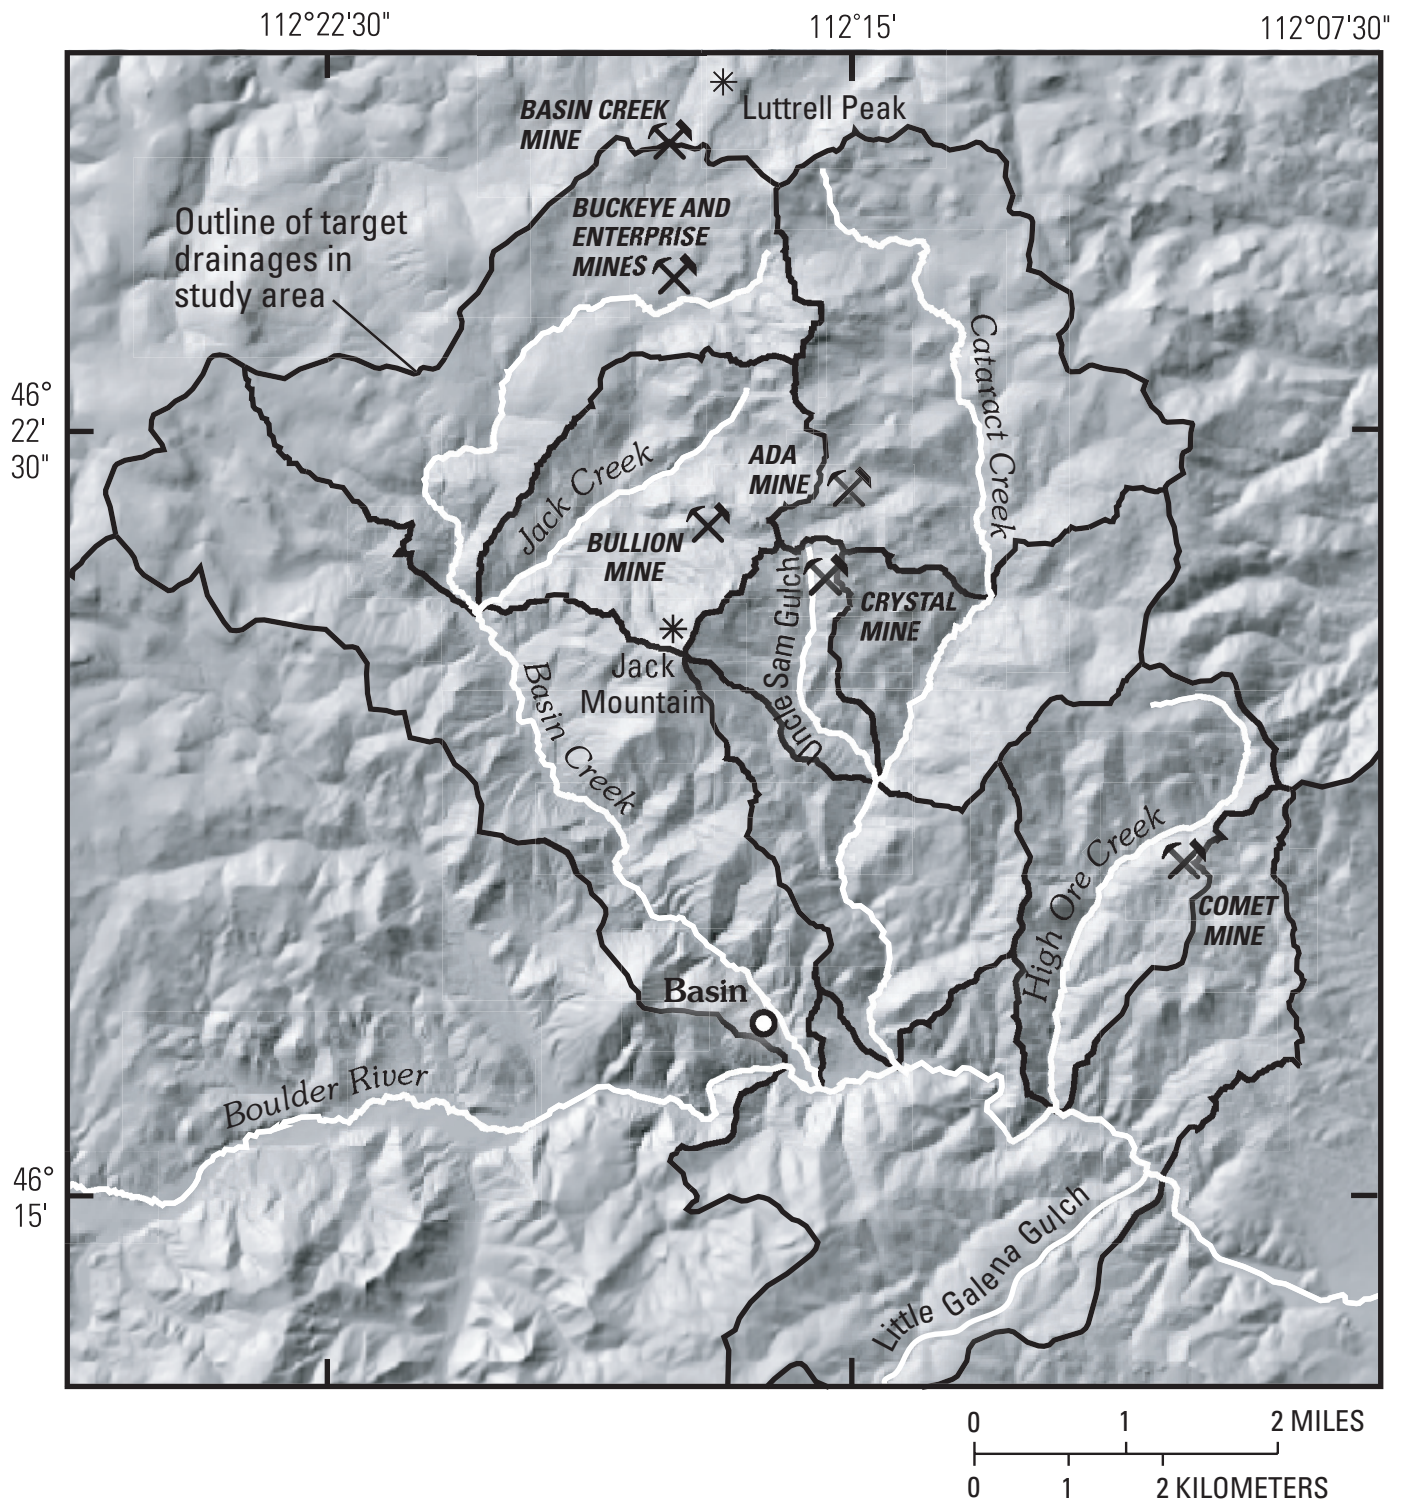 112°22'30"
112°15'
112°07'30"
Luttrell Peak
BASIN CREEK
MINE
BUCKEYE AND
ENTERPRISE
MINES
Outline of target
drainages in
study area
Cataract Creek
46°
22'
30"
Jack Creek
ADA
MINE
BULLION
MINE
Uncle Sam Gulch
CRYSTAL
MINE
Jack
Mountain
Basin Creek
High Ore Creek
COMET
MINE
Basin
Boulder River
46°
15'
Little Galena Gulch
0 1 2 MILES
0 1 2 KILOMETERS